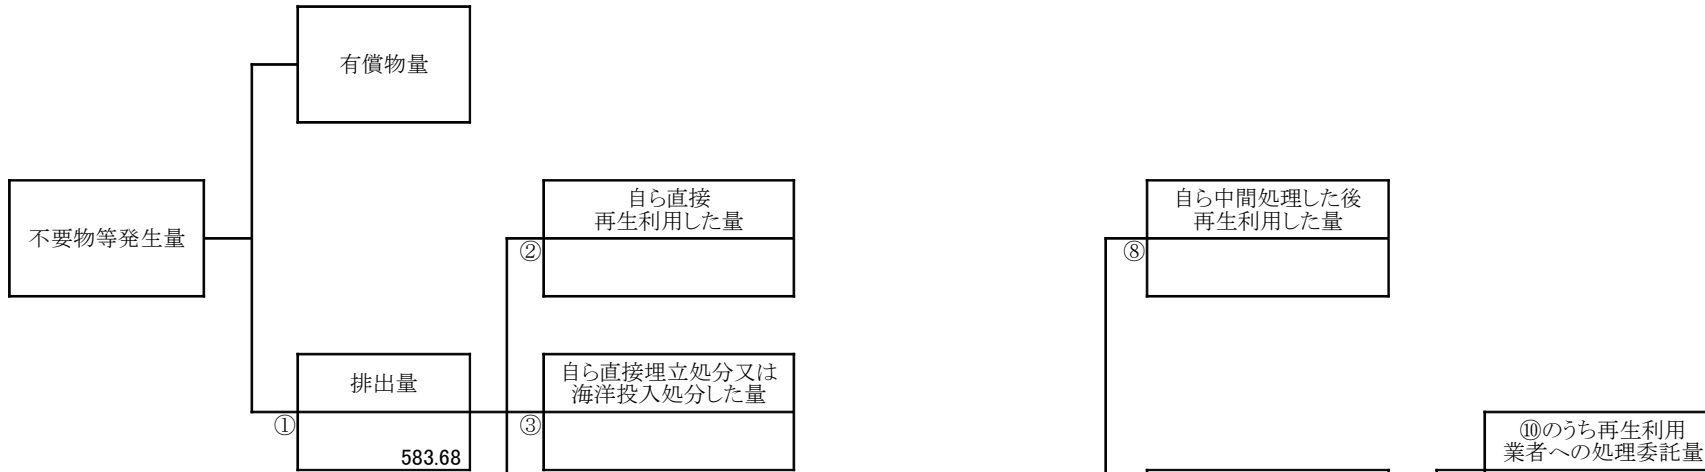 有償物量
不要物等発生量
自ら直接
再生利用した量
②
自ら中間処理した後
再生利用した量
⑧
排出量
①
583.68
自ら直接埋立処分又は
海洋投入処分した量
③
⑩のうち再生利用
業者への処理委託量